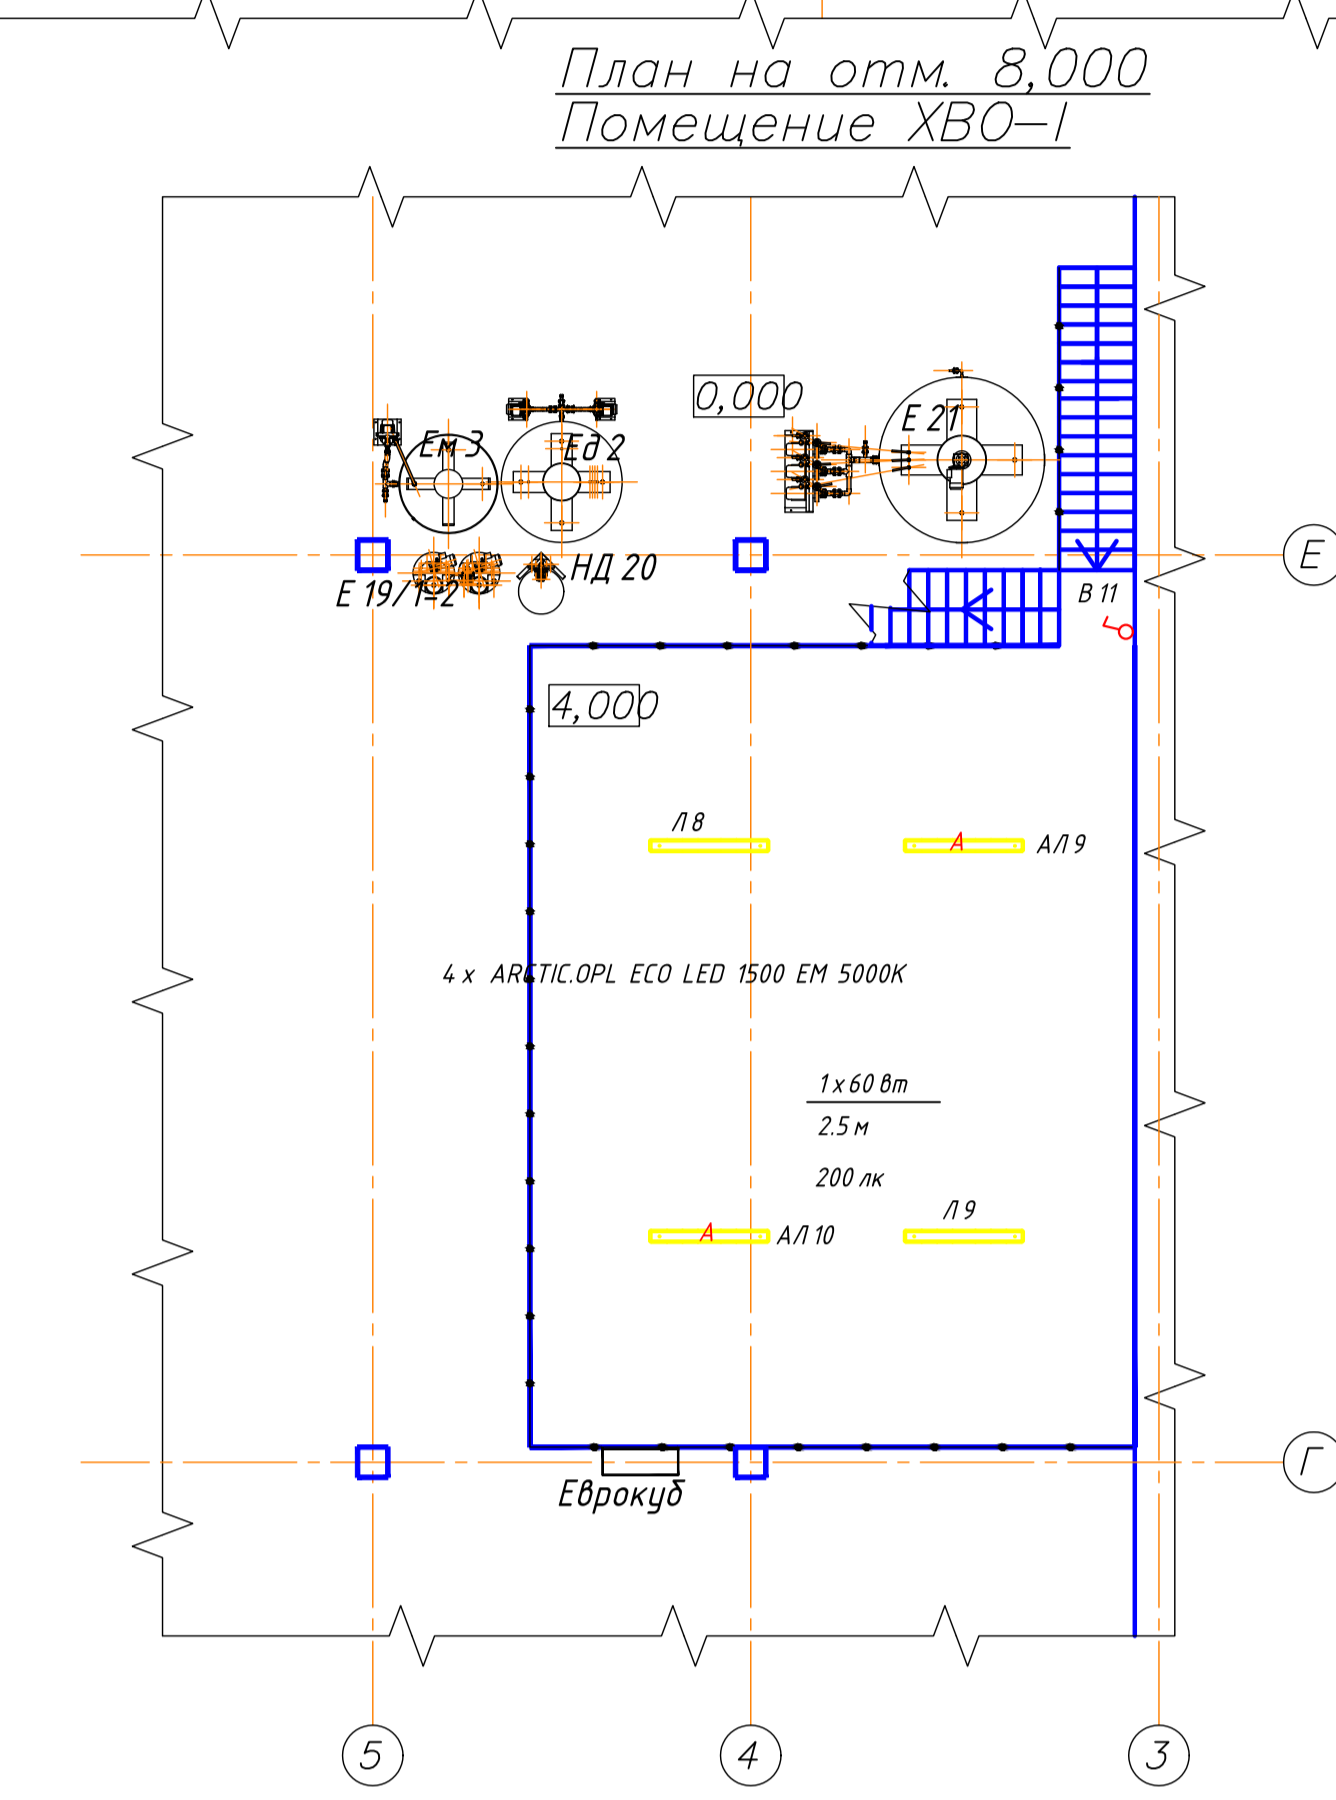 План на отм. 8,000
Помещение ХВО-I
0,000
Е 21
Ем 3
Ед 2
Е
НД 20
Е 19/1-2
В 11
4,000
Л 8
А
АЛ 9
4 x ARCTIC.OPL ECO LED 1500 EM 5000K
1 x 60 вт
2.5 м
200 лк
Л 9
А
АЛ 10
Г
Еврокуб
5
4
3